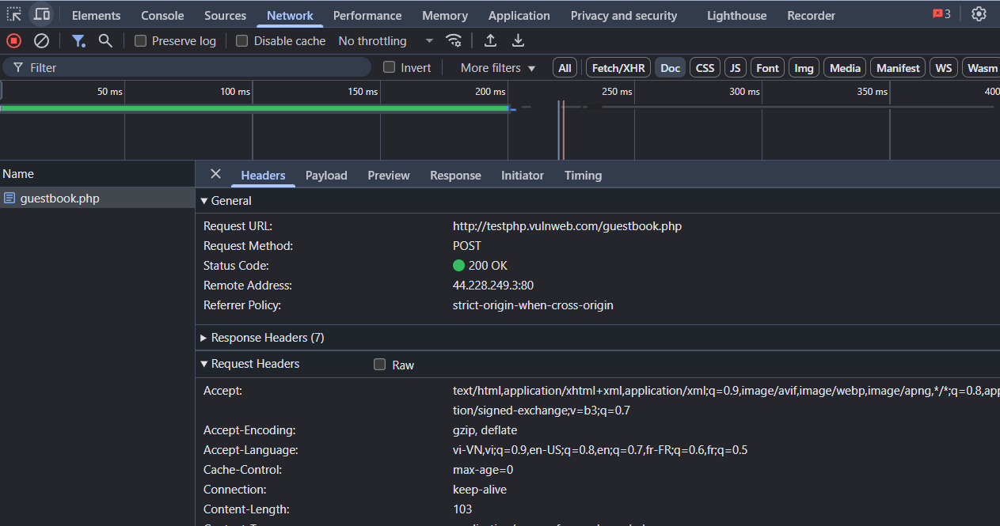 Elements Console Sources Network Performance Memory Application Privacy and security Lighthouse Recorder 3
Preserve log Disable cache No throttling
Filter Invert More filters All Fetch/XHR Doc CSS JS Font Img Media Manifest WS Wasm
50 ms 100 ms 150 ms 200 ms 250 ms 300 ms 350 ms 400
Name Headers Payload Preview Response Initiator Timing
guestbook.php
General
Request URL: http://testphp.vulnweb.com/guestbook.php
Request Method: POST
Status Code: 200 OK
Remote Address: 44.228.249.3:80
Referrer Policy: strict-origin-when-cross-origin
Response Headers (7)
Request Headers Raw
Accept: text/html,application/xhtml+xml,application/xml;q=0.9,image/avif,image/webp,image/apng,*/*;q=0.8,app
tion/signed-exchange;v=b3;q=0.7
Accept-Encoding: gzip, deflate
Accept-Language: vi-VN,vi;q=0.9,en-US;q=0.8,en;q=0.7,fr-FR;q=0.6,fr;q=0.5
Cache-Control: max-age=0
Connection: keep-alive
Content-Length: 103